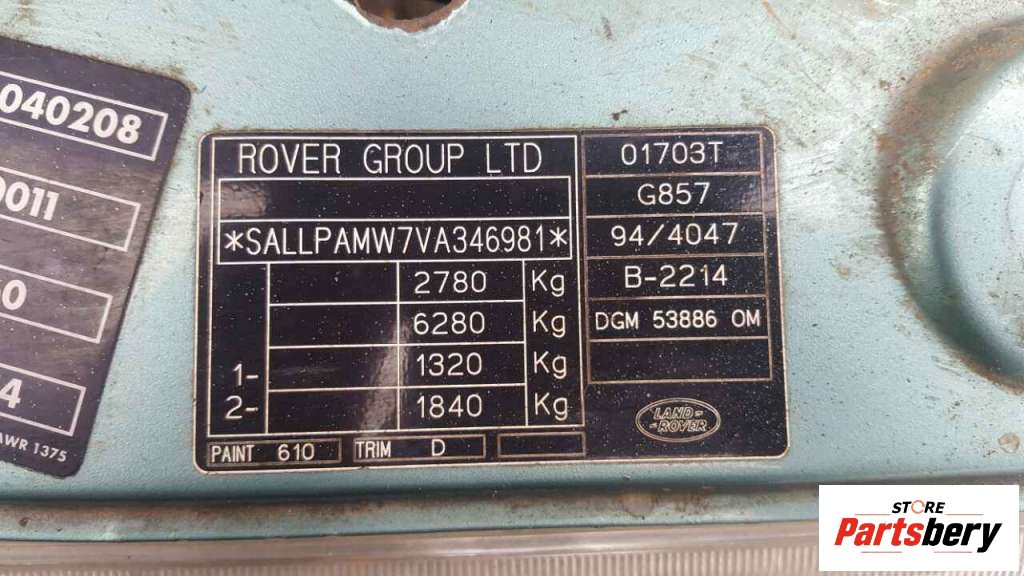 040208
0011
0
4
AWR 1375
ROVER GROUP LTD
*SALLPAMW7VA346981*
2780 Kg
6280 Kg
1- 1320 Kg
2- 1840 Kg
PAINT 610 TRIM D
01703T
G857
94/4047
B-2214
DGM 53886 OM
LAND-
-ROVER
STORE
Partsbery